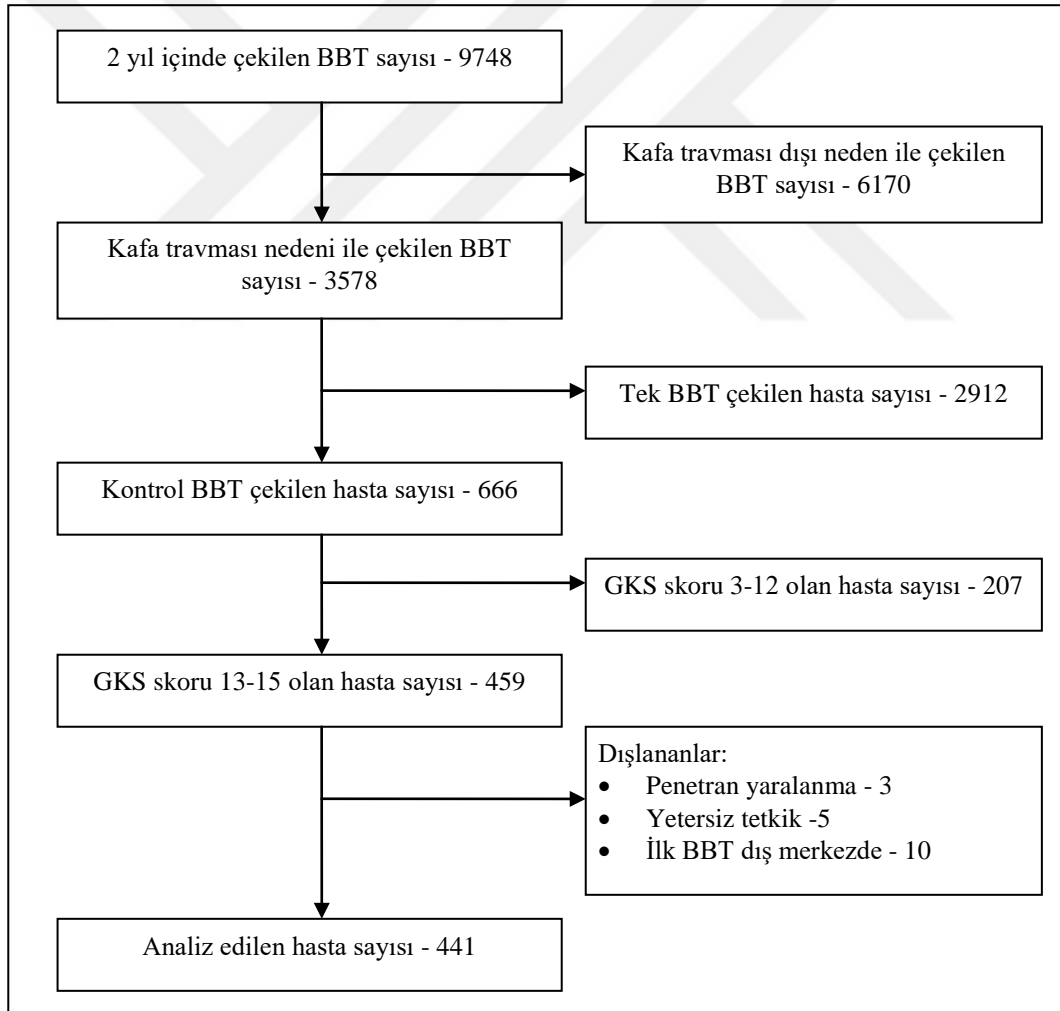 2 yıl içinde çekilen BBT sayısı - 9748
Kafa travması dışı neden ile çekilen
BBT sayısı - 6170
Kafa travması nedeni ile çekilen BBT
sayısı - 3578
Tek BBT çekilen hasta sayısı - 2912
Kontrol BBT çekilen hasta sayısı - 666
GKS skoru 3-12 olan hasta sayısı - 207
GKS skoru 13-15 olan hasta sayısı - 459
Dışlananlar:
• Penetran yaralanma - 3
• Yetersiz tetkik -5
• İlk BBT dış merkezde - 10
Analiz edilen hasta sayısı - 441